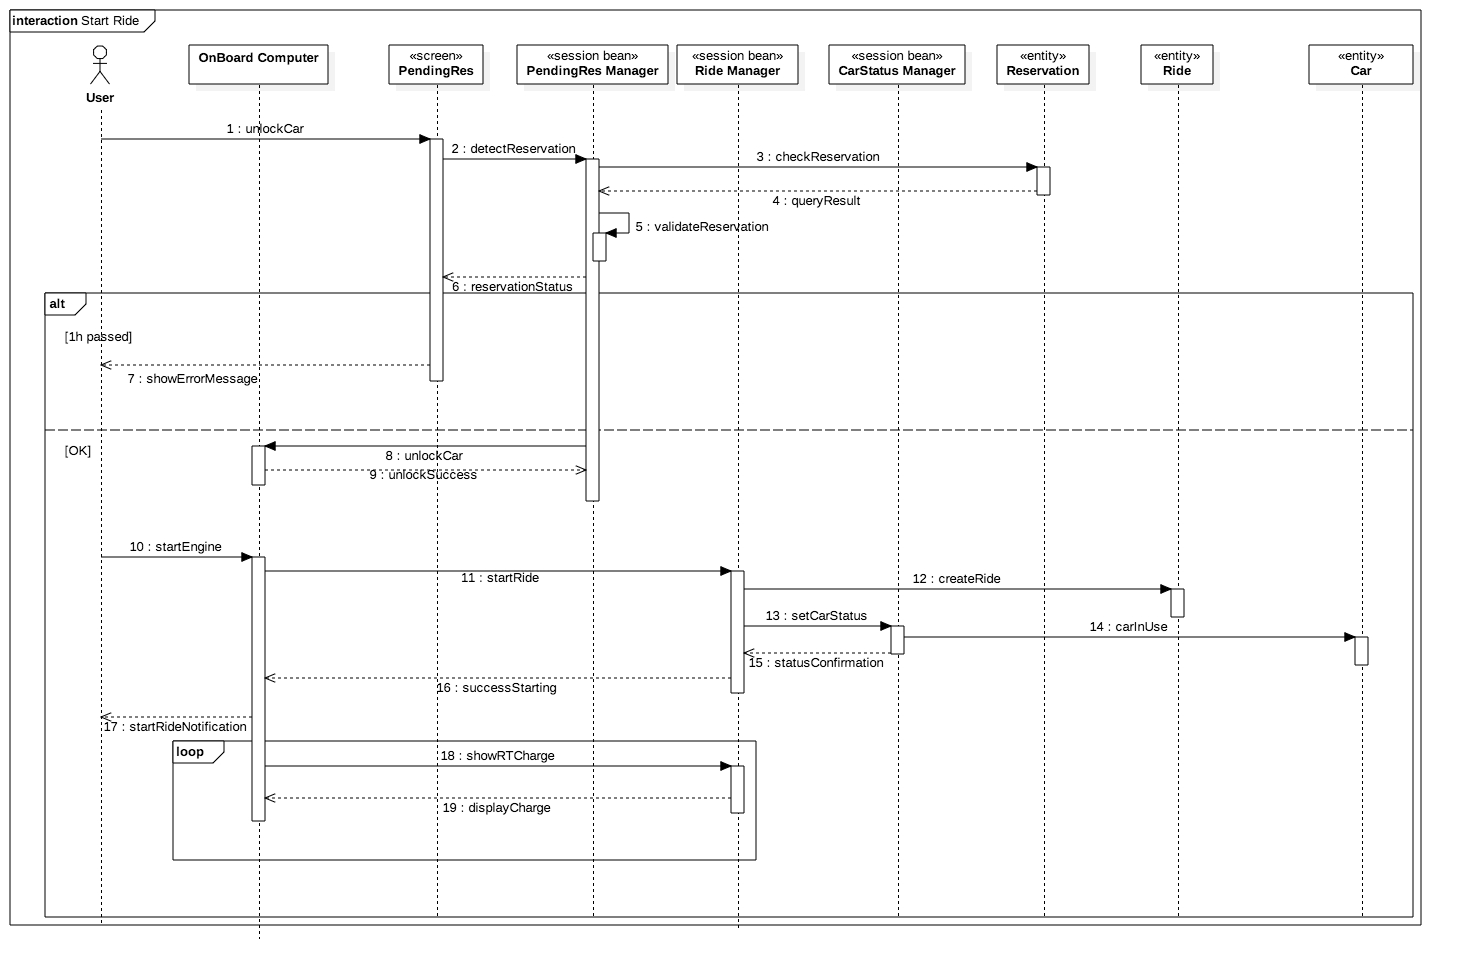 interaction Start Ride
User
OnBoard Computer
«screen»
PendingRes
«session bean»
PendingRes Manager
«session bean»
Ride Manager
«session bean»
CarStatus Manager
«entity»
Reservation
«entity»
Ride
«entity»
Car
1 : unlockCar
2 : detectReservation
3 : checkReservation
4 : queryResult
5 : validateReservation
6 : reservationStatus
alt
[1h passed]
7 : showErrorMessage
[OK]
8 : unlockCar
9 : unlockSuccess
10 : startEngine
11 : startRide
12 : createRide
13 : setCarStatus
14 : carInUse
15 : statusConfirmation
16 : successStarting
17 : startRideNotification
loop
18 : showRTCharge
19 : displayCharge